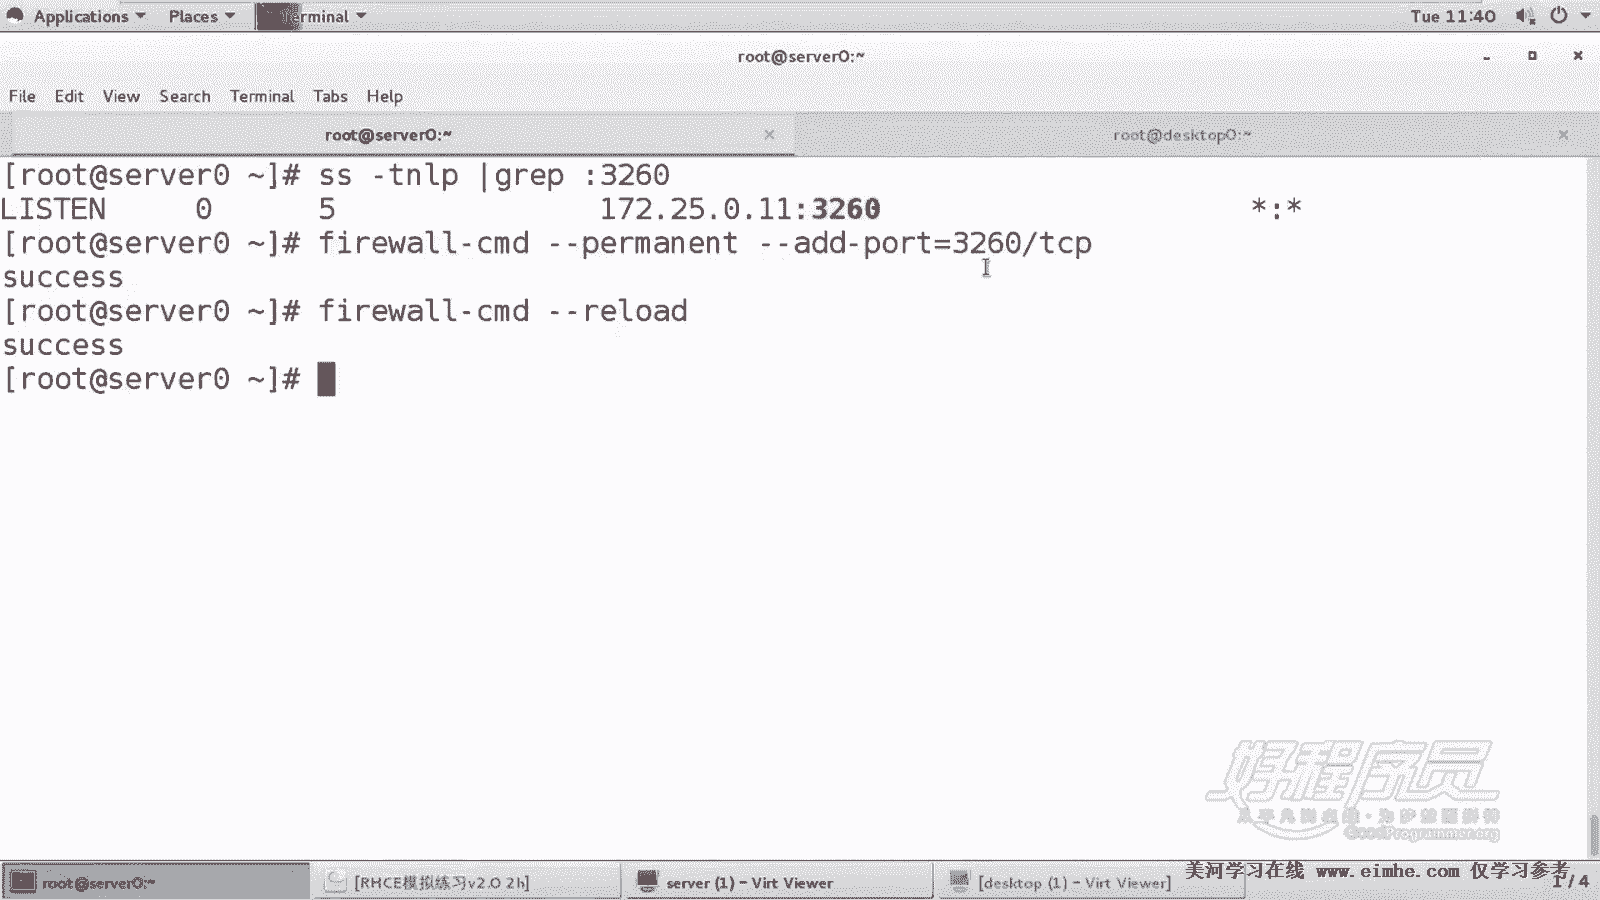 Applications Places Terminal Tue 11:40
root@server0:~
File Edit View Search Terminal Tabs Help
root@server0:~ root@desktop0:~
[root@server0 ~]# ss -tnlp |grep :3260
LISTEN 0 5 172.25.0.11:3260 *:*
[root@server0 ~]# firewall-cmd --permanent --add-port=3260/tcp
success
[root@server0 ~]# firewall-cmd --reload
success
[root@server0 ~]#
好程序员
GoodProgrammer.org
root@server0:~ [RHCE模拟练习v2.0 2h] server (1) – Virt Viewer [desktop (1) – Virt Viewer] 1 / 4
美河学习在线 www.eimhe.com 仅学习参考